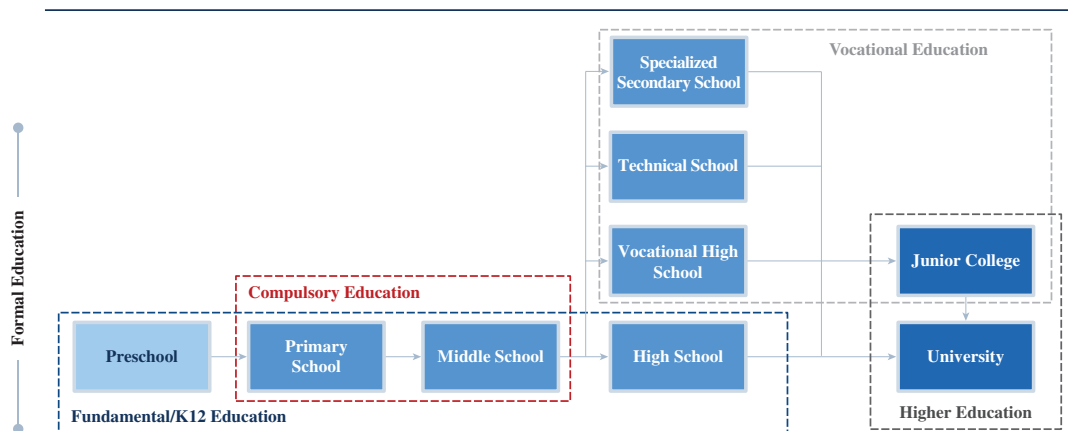 Vocational Education
Specialized
Secondary School
Technical School
Vocational High
School
Junior College
Formal Education
Compulsory Education
Preschool
Primary
School
Middle School
High School
University
Fundamental/K12 Education
Higher Education